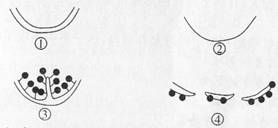 ① ②
③ ④